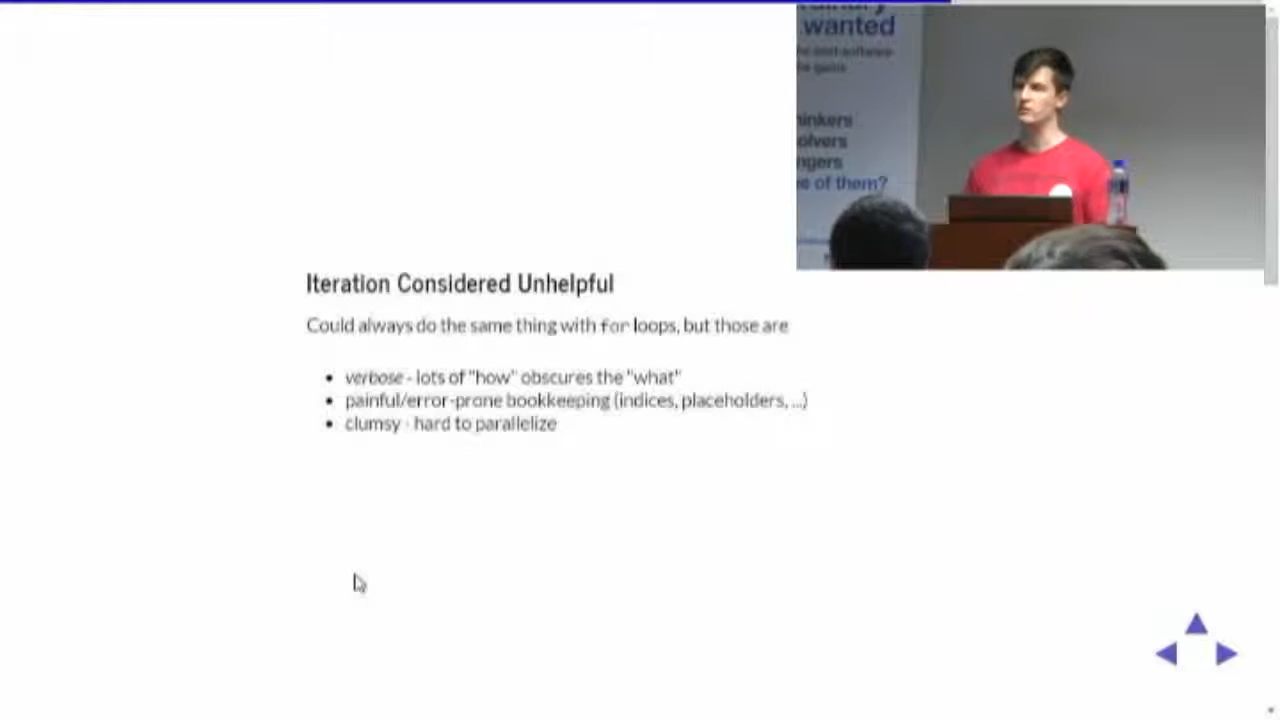 wanted
hinkers
olvers
ngers
e of them?
Iteration Considered Unhelpful
Could always do the same thing with for loops, but those are
• verbose - lots of "how" obscures the "what"
• painful/error-prone bookkeeping (indices, placeholders, ...)
• clumsy - hard to parallelize